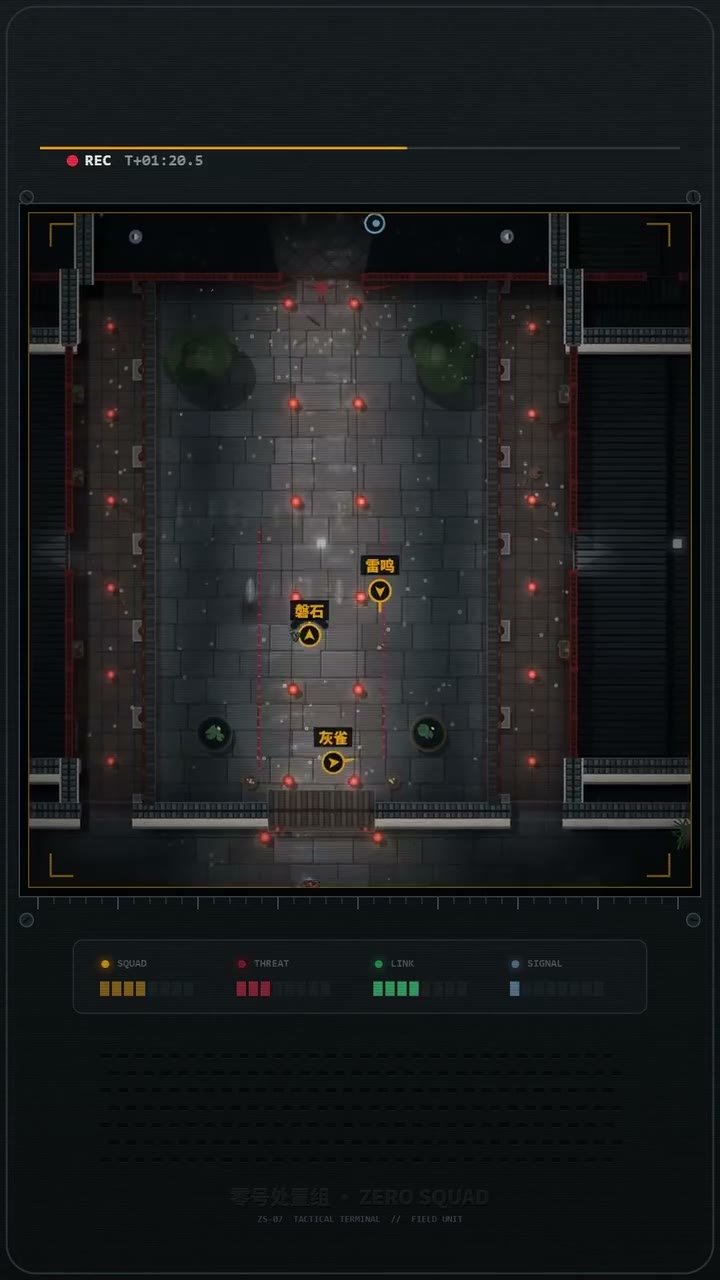 REC T+01:20.5
雷鸣
磐石
灰雀
SQUAD THREAT LINK SIGNAL
零号处置组 · ZERO SQUAD
ZS-07 TACTICAL TERMINAL // FIELD UNIT